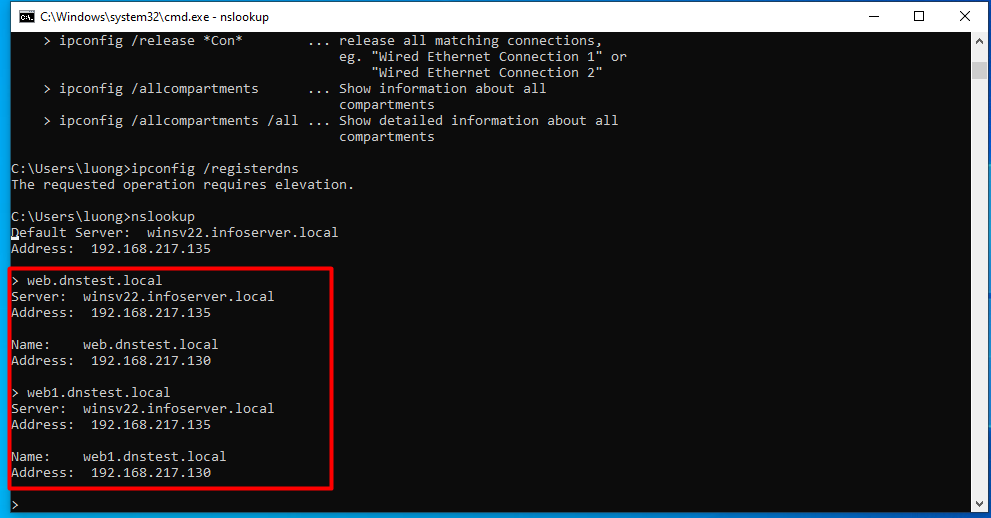 C:\Windows\system32\cmd.exe - nslookup
> ipconfig /release *Con* ... release all matching connections,
eg. "Wired Ethernet Connection 1" or
"Wired Ethernet Connection 2"
> ipconfig /allcompartments ... Show information about all
compartments
> ipconfig /allcompartments /all ... Show detailed information about all
compartments
C:\Users\luong>ipconfig /registerdns
The requested operation requires elevation.
C:\Users\luong>nslookup
Default Server: winsv22.infoserver.local
Address: 192.168.217.135
> web.dnstest.local
Server: winsv22.infoserver.local
Address: 192.168.217.135
Name: web.dnstest.local
Address: 192.168.217.130
> web1.dnstest.local
Server: winsv22.infoserver.local
Address: 192.168.217.135
Name: web1.dnstest.local
Address: 192.168.217.130
>